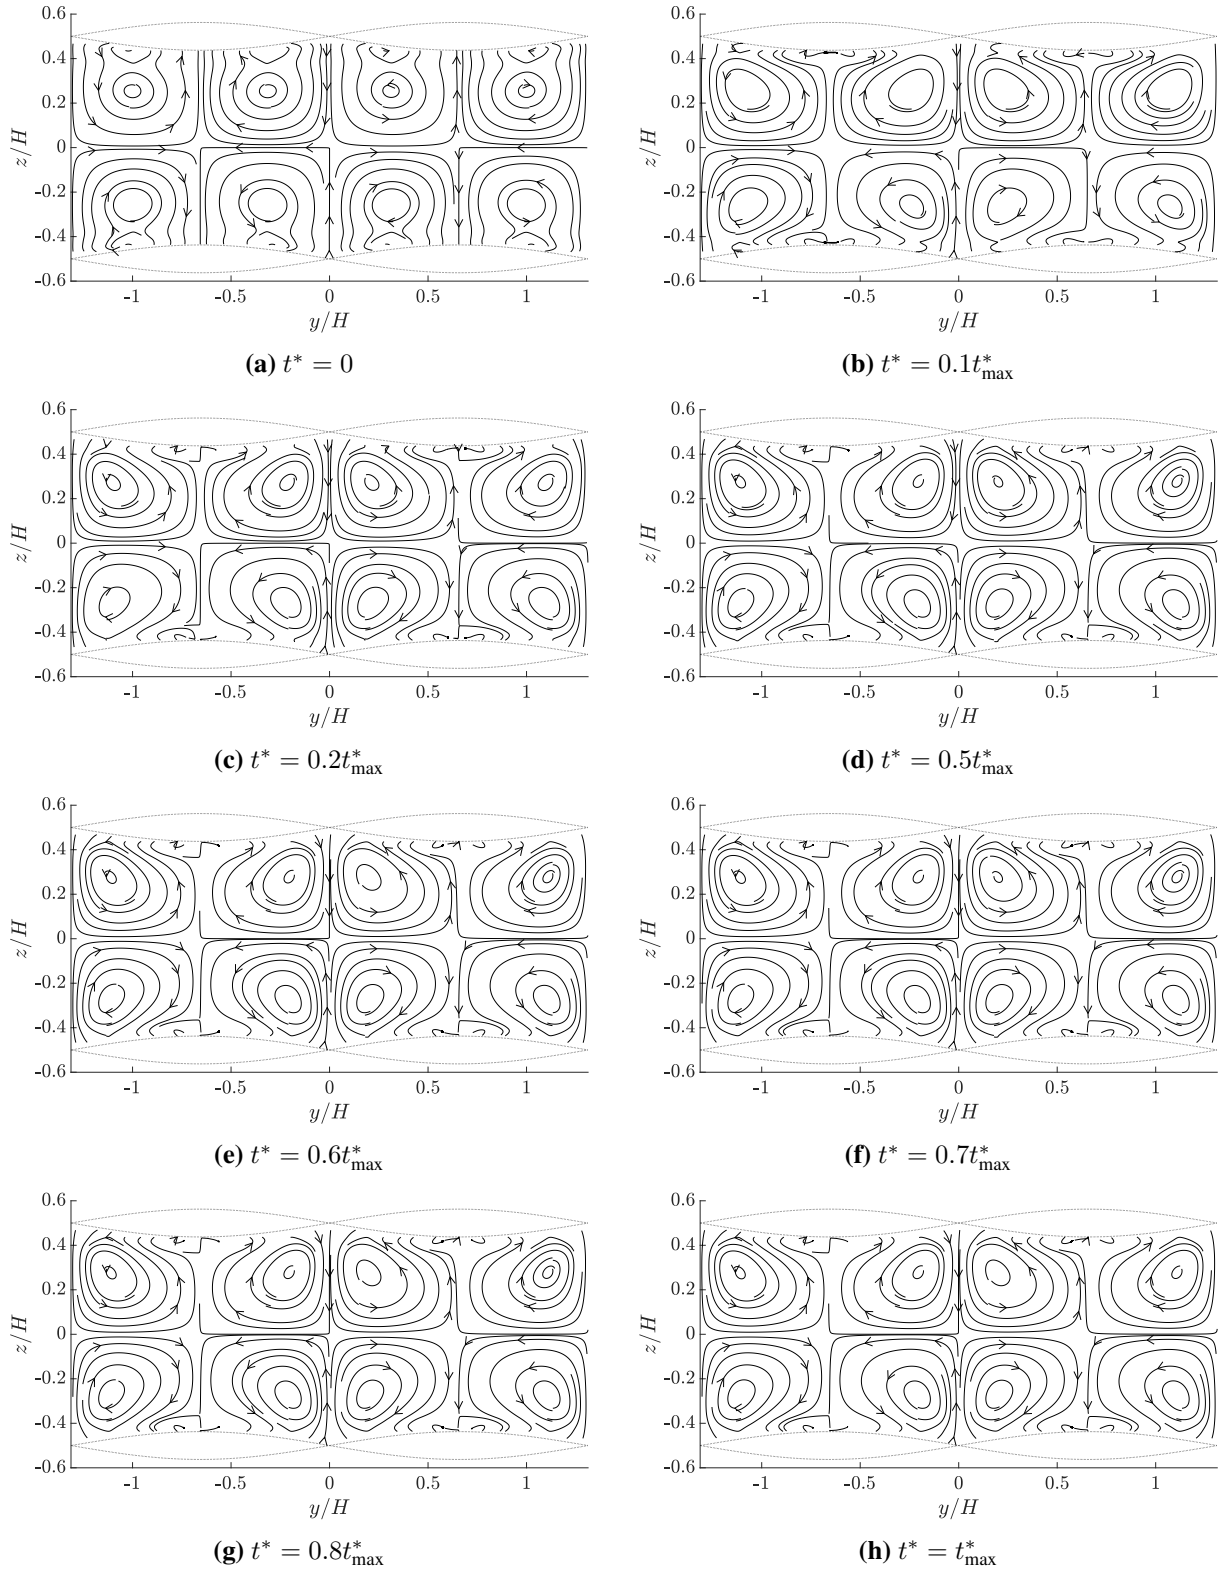 0.6
0.4
0.2
0
-0.2
-0.4
-0.6
z/H
-1 -0.5 0 0.5 1
y/H
(a) t* = 0
0.6
0.4
0.2
0
-0.2
-0.4
-0.6
z/H
-1 -0.5 0 0.5 1
y/H
(b) t* = 0.1t*max
0.6
0.4
0.2
0
-0.2
-0.4
-0.6
z/H
-1 -0.5 0 0.5 1
y/H
(c) t* = 0.2t*max
0.6
0.4
0.2
0
-0.2
-0.4
-0.6
z/H
-1 -0.5 0 0.5 1
y/H
(d) t* = 0.5t*max
0.6
0.4
0.2
0
-0.2
-0.4
-0.6
z/H
-1 -0.5 0 0.5 1
y/H
(e) t* = 0.6t*max
0.6
0.4
0.2
0
-0.2
-0.4
-0.6
z/H
-1 -0.5 0 0.5 1
y/H
(f) t* = 0.7t*max
0.6
0.4
0.2
0
-0.2
-0.4
-0.6
z/H
-1 -0.5 0 0.5 1
y/H
(g) t* = 0.8t*max
0.6
0.4
0.2
0
-0.2
-0.4
-0.6
z/H
-1 -0.5 0 0.5 1
y/H
(h) t* = t*max